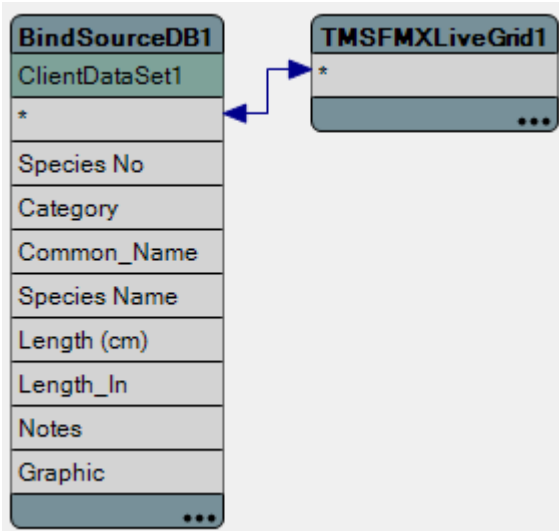 BindSourceDB1
ClientDataSet1
*
Species No
Category
Common_Name
Species Name
Length (cm)
Length_In
Notes
Graphic
...
TMSFMXLiveGrid1
*
...